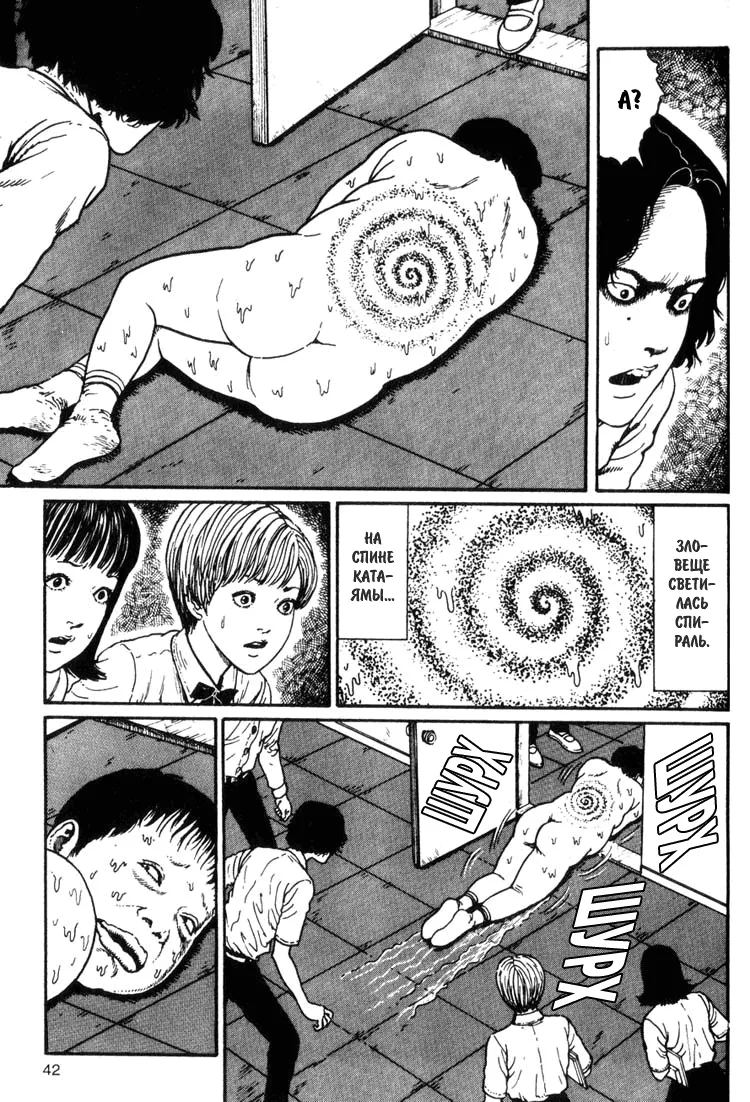 А?
НА
СПИНЕ
КАТА-
ЯМЫ...
ЗЛО-
ВЕЩЕ
СВЕТИ-
ЛАСЬ
СПИ-
РАЛЬ.
ШУРХ
ШУРХ
ШУРХ
42